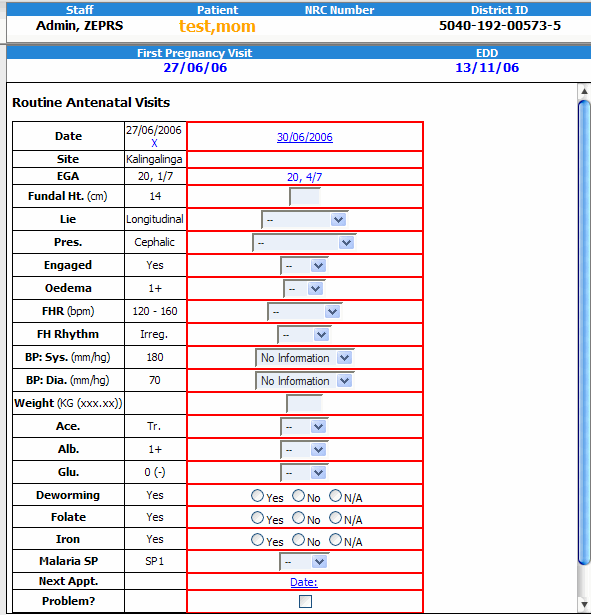 Staff Patient NRC Number District ID
Admin, ZEPRS test,mom 5040-192-00573-5
First Pregnancy Visit EDD
27/06/06 13/11/06
Routine Antenatal Visits
Date 27/06/2006 X 30/06/2006
Site Kalingalinga
EGA 20, 1/7 20, 4/7
Fundal Ht. (cm) 14
Lie Longitudinal --
Pres. Cephalic --
Engaged Yes --
Oedema 1+ --
FHR (bpm) 120 - 160 --
FH Rhythm Irreg. --
BP: Sys. (mm/hg) 180 No Information
BP: Dia. (mm/hg) 70 No Information
Weight (KG (xxx.xx))
Ace. Tr. --
Alb. 1+ --
Glu. 0 (-) --
Deworming Yes Yes No N/A
Folate Yes Yes No N/A
Iron Yes Yes No N/A
Malaria SP SP1 --
Next Appt. Date:
Problem?